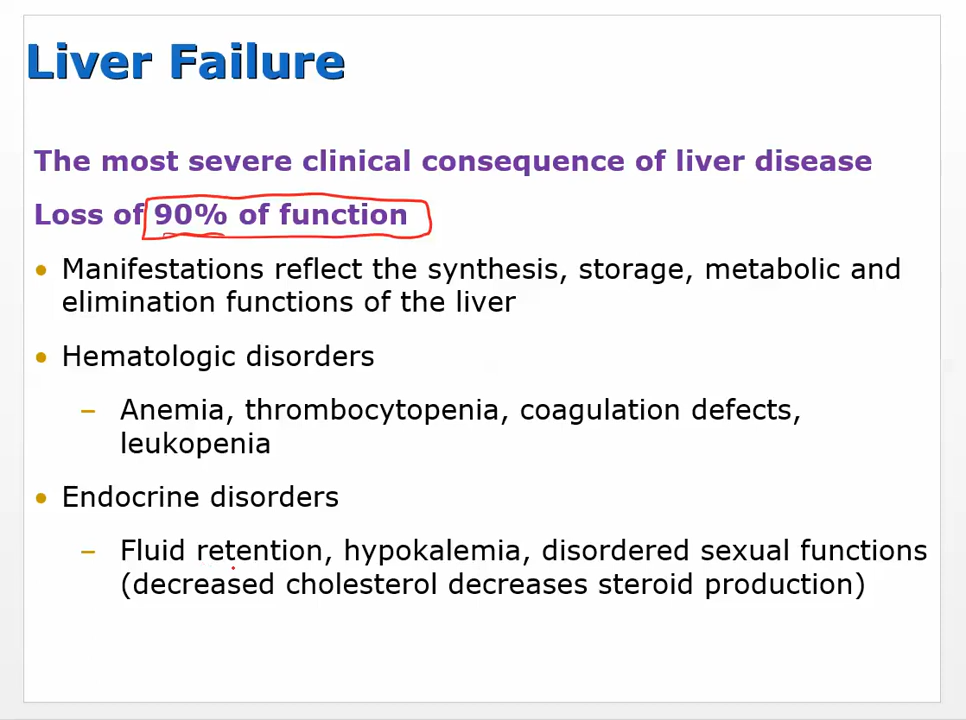 Liver Failure
The most severe clinical consequence of liver disease
Loss of 90% of function
• Manifestations reflect the synthesis, storage, metabolic and
elimination functions of the liver
• Hematologic disorders
– Anemia, thrombocytopenia, coagulation defects,
leukopenia
• Endocrine disorders
– Fluid retention, hypokalemia, disordered sexual functions
(decreased cholesterol decreases steroid production)